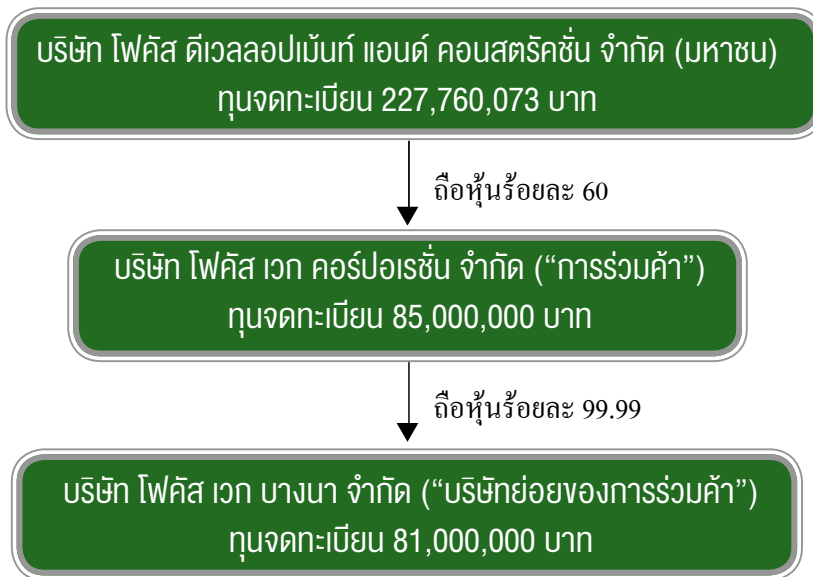 บริษัท โฟคัส ดีเวลลอปเม้นท์ แอนด์ คอนสตรัคชั่น จำกัด (มหาชน)
ทุนจดทะเบียน 227,760,073 บาท
ถือหุ้นร้อยละ 60
บริษัท โฟคัส เวก คอร์ปอเรชั่น จำกัด (“การร่วมค้า”)
ทุนจดทะเบียน 85,000,000 บาท
ถือหุ้นร้อยละ 99.99
บริษัท โฟคัส เวก บางนา จำกัด (“บริษัทย่อยของการร่วมค้า”)
ทุนจดทะเบียน 81,000,000 บาท